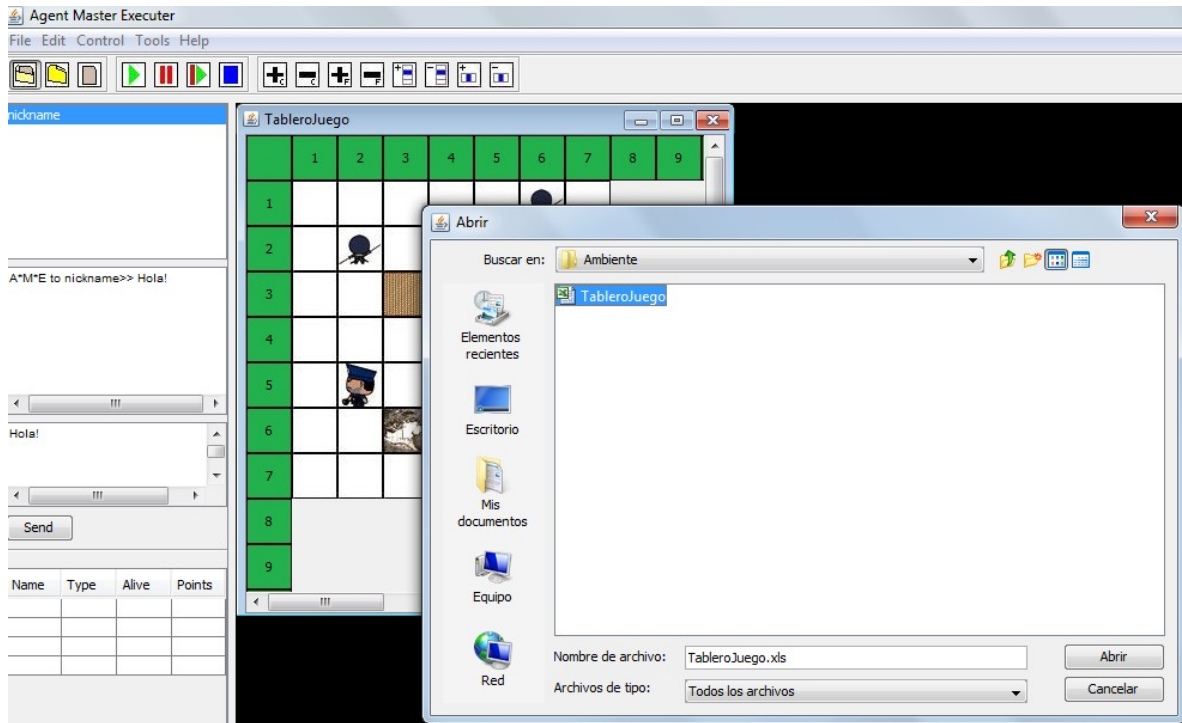 Agent Master Executer
File Edit Control Tools Help
nickname
A*M*E to nickname>> Hola!
Hola!
Send
Name Type Alive Points
TableroJuego
1 2 3 4 5 6 7 8 9
1
2
3
4
5
6
7
8
9
Abrir
Buscar en: Ambiente
TableroJuego
Elementos
recientes
Escritorio
Mis
documentos
Equipo
Red
Nombre de archivo: TableroJuego.xls Abrir
Archivos de tipo: Todos los archivos Cancelar